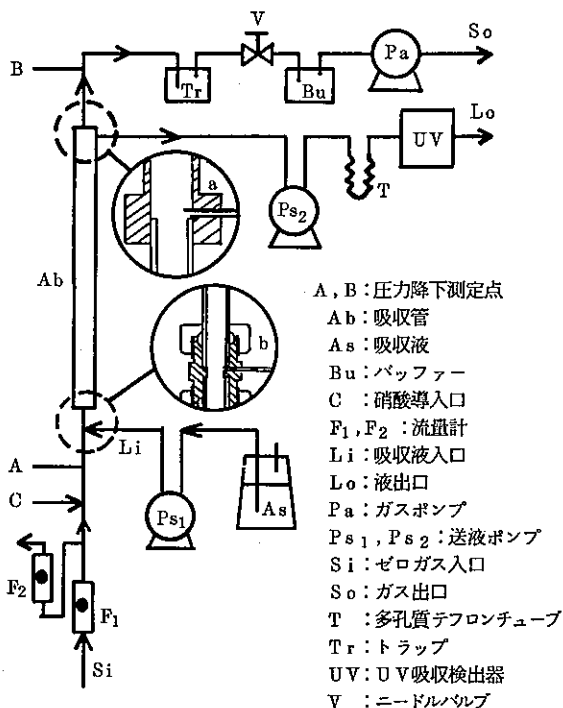 V
So
B
Tr
Bu
Pa
Lo
UV
a
T
Ps2
Ab
b
A
Li
C
Ps1
As
F2
F1
Si
A,B：圧力降下測定点
Ab：吸収管
As：吸収液
Bu：バッファー
C　：硝酸導入口
F1,F2：流量計
Li：吸収液入口
Lo：液出口
Pa：ガスポンプ
Ps1,Ps2：送液ポンプ
Si：ゼロガス入口
So：ガス出口
T　：多孔質テフロンチューブ
Tr：トラップ
UV：UV吸収検出器
V　：ニードルバルブ